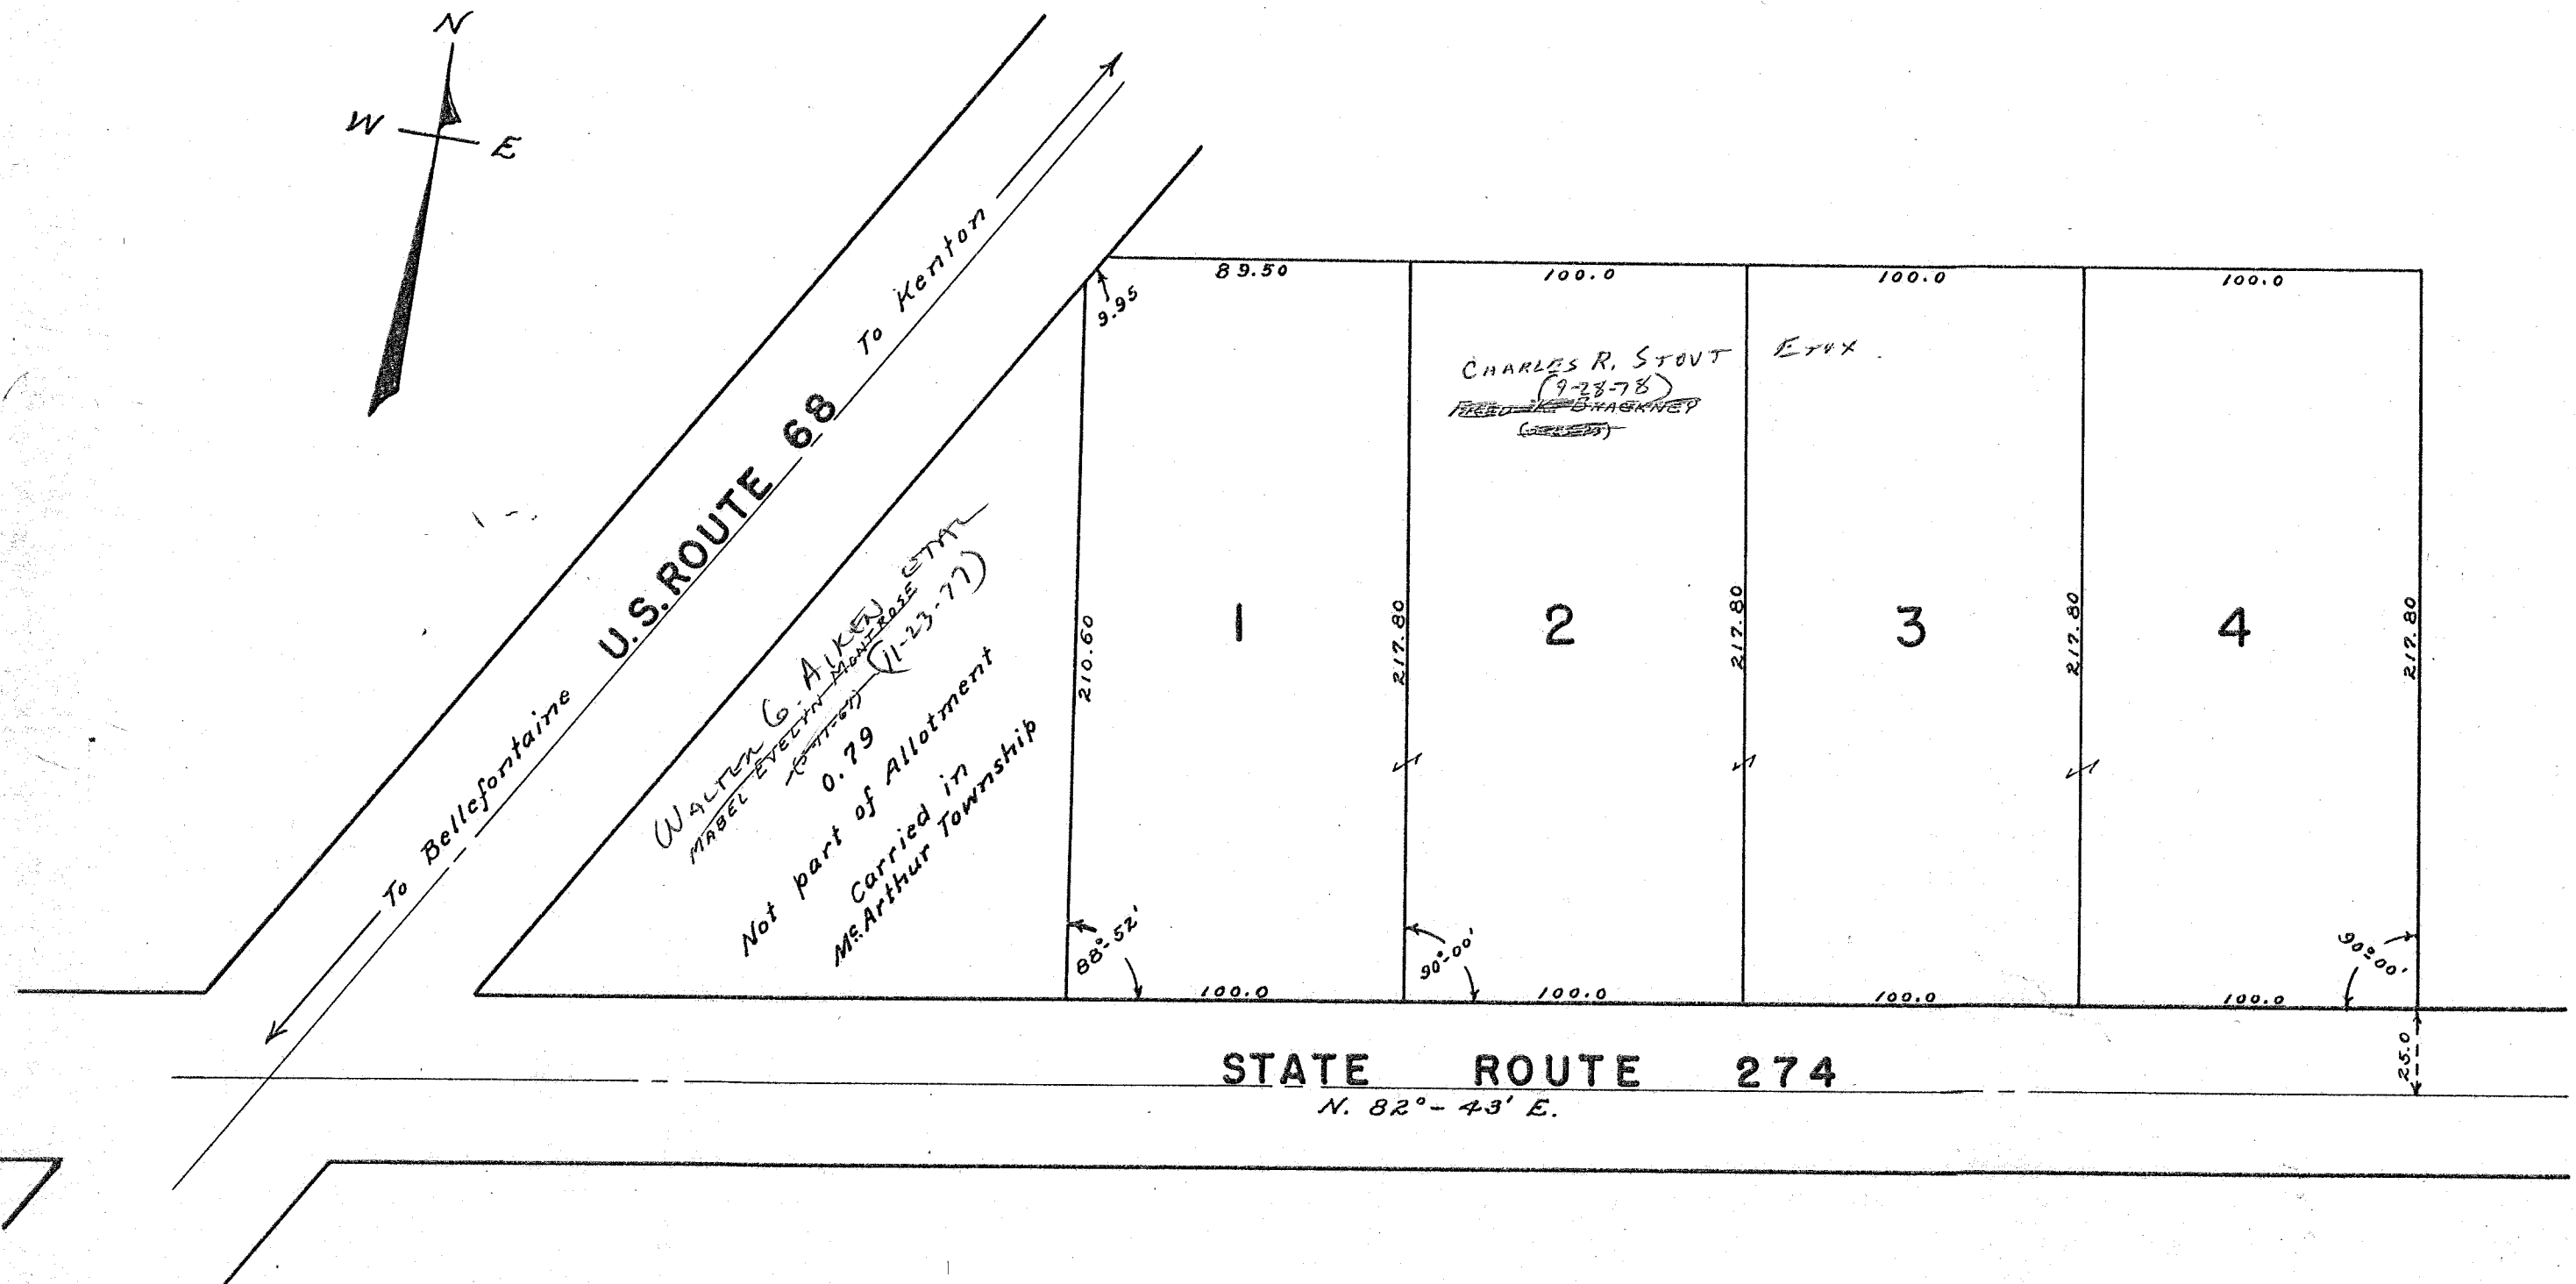 N
W E
To Kenton
U.S. ROUTE 68
To Bellefontaine
89.50
100.0
100.0
100.0
9.95
CHARLES R. STOUT ETUX
(9-28-78)
WALTER G. AIKEN ETAL
MABEL EVELYN MONTROSE
(11-23-77)
0.79
Not part of Allotment
Carried in
Mc.Arthur Township
210.60
1
217.80
2
217.80
3
217.80
4
217.80
88°-52'
90°-00'
90°-00'
100.0
100.0
100.0
100.0
25.0
STATE ROUTE 274
N. 82°-43' E.